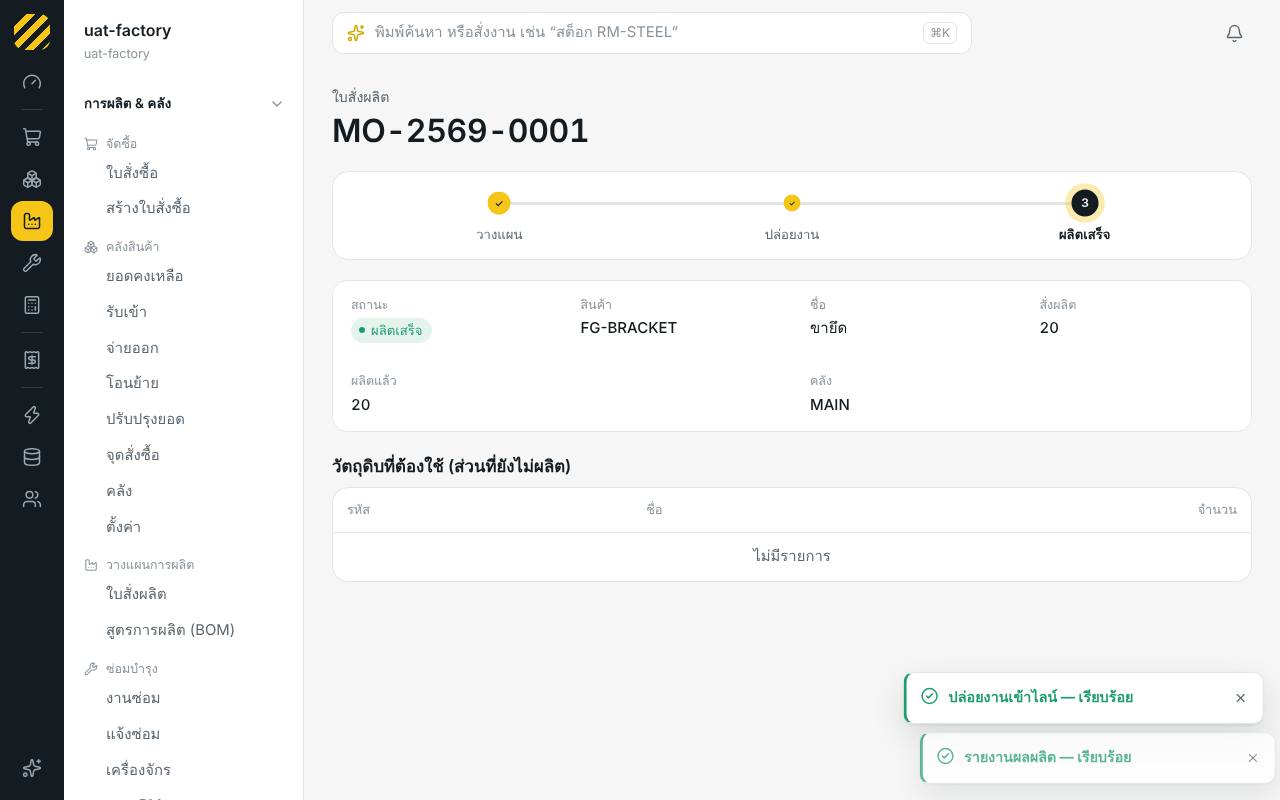 uat-factory
uat-factory
การผลิต & คลัง
จัดซื้อ
ใบสั่งซื้อ
สร้างใบสั่งซื้อ
คลังสินค้า
ยอดคงเหลือ
รับเข้า
จ่ายออก
โอนย้าย
ปรับปรุงยอด
จุดสั่งซื้อ
คลัง
ตั้งค่า
วางแผนการผลิต
ใบสั่งผลิต
สูตรการผลิต (BOM)
ซ่อมบำรุง
งานซ่อม
แจ้งซ่อม
เครื่องจักร
พิมพ์ค้นหา หรือสั่งงาน เช่น “สต็อก RM-STEEL”
⌘K
ใบสั่งผลิต
MO-2569-0001
3
วางแผน
ปล่อยงาน
ผลิตเสร็จ
สถานะ
ผลิตเสร็จ
สินค้า
FG-BRACKET
ชื่อ
ขายึด
สั่งผลิต
20
ผลิตแล้ว
20
คลัง
MAIN
วัตถุดิบที่ต้องใช้ (ส่วนที่ยังไม่ผลิต)
รหัส ชื่อ จำนวน
ไม่มีรายการ
ปล่อยงานเข้าไลน์ — เรียบร้อย
รายงานผลผลิต — เรียบร้อย